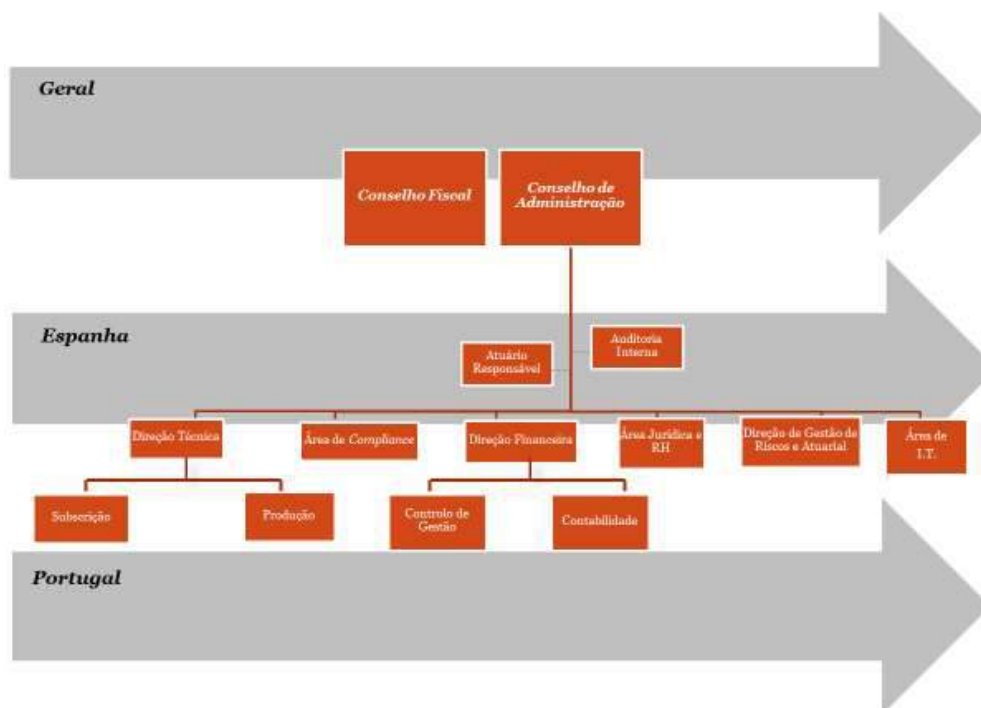 Geral
Conselho Fiscal
Conselho de
Administração
Espanha
Auditoria
Interna
Atuário
Responsável
Direção Técnica
Área de Compliance
Direção Financeira
Área Jurídica e
RH
Direção de Gestão de
Riscos e Atuarial
Área de
I.T.
Subscrição
Produção
Controlo de
Gestão
Contabilidade
Portugal